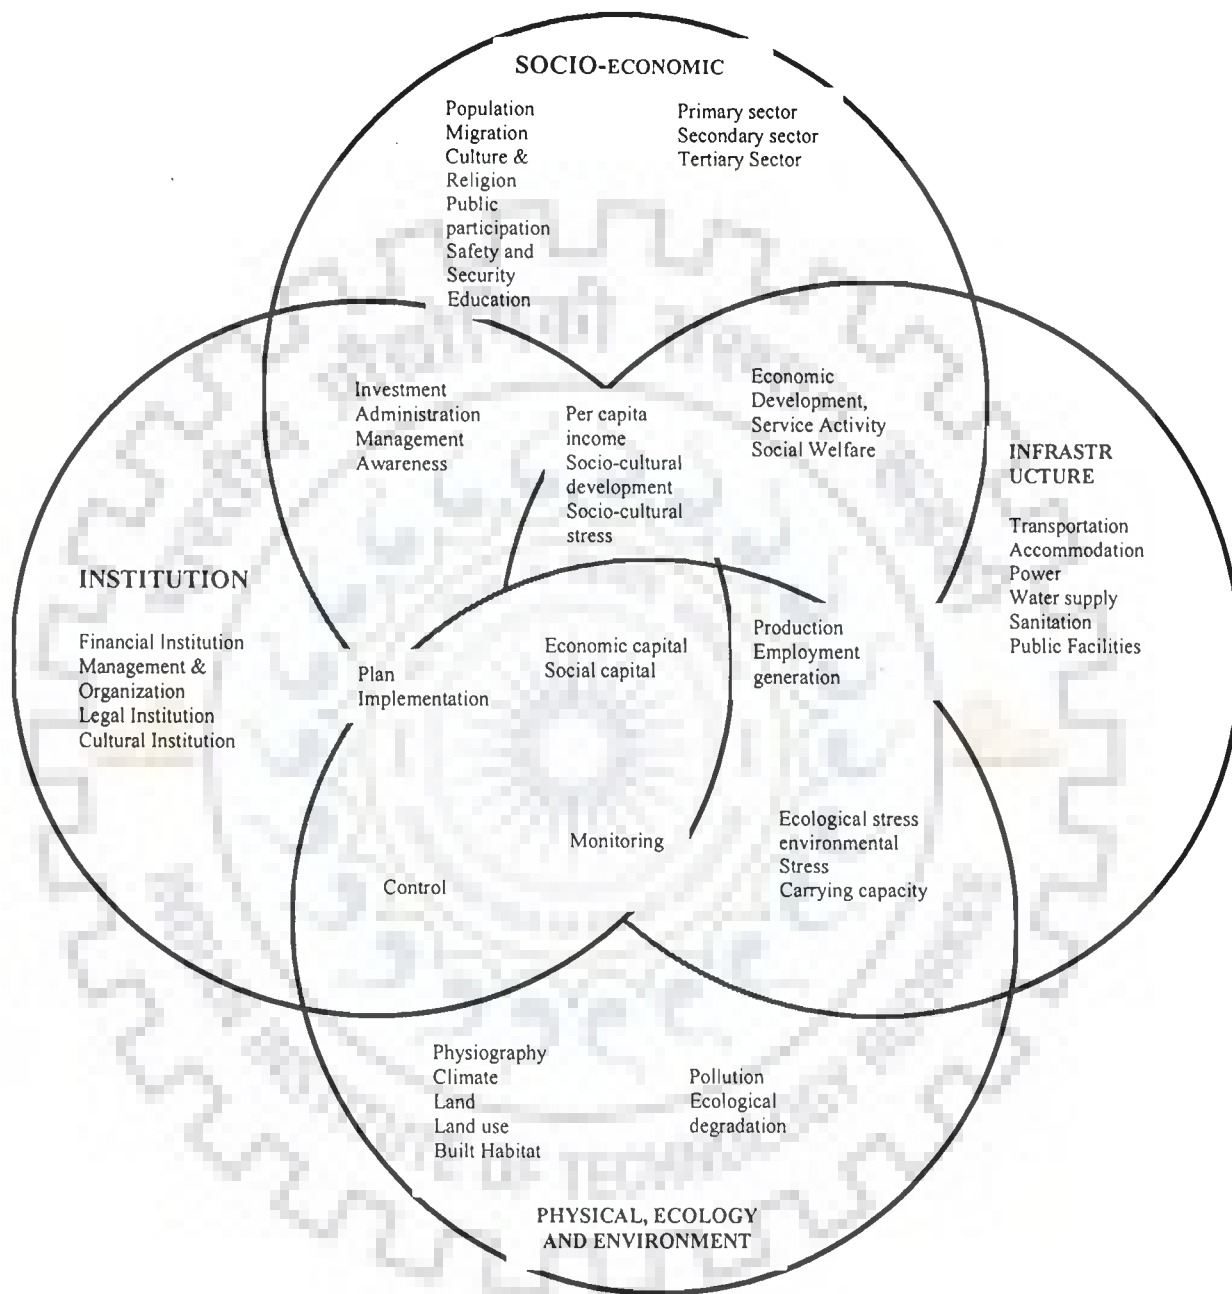 SOCIO-ECONOMIC
Population
Migration
Culture &
Religion
Public
participation
Safety and
Security
Education
Primary sector
Secondary sector
Tertiary Sector
Investment
Administration
Management
Awareness
Per capita
income
Socio-cultural
development
Socio-cultural
stress
Economic
Development,
Service Activity
Social Welfare
INFRASTR
UCTURE
Transportation
Accommodation
Power
Water supply
Sanitation
Public Facilities
INSTITUTION
Financial Institution
Management &
Organization
Legal Institution
Cultural Institution
Plan
Implementation
Economic capital
Social capital
Production
Employment
generation
Monitoring
Control
Ecological stress
environmental
Stress
Carrying capacity
Physiography
Climate
Land
Land use
Built Habitat
Pollution
Ecological
degradation
PHYSICAL, ECOLOGY
AND ENVIRONMENT